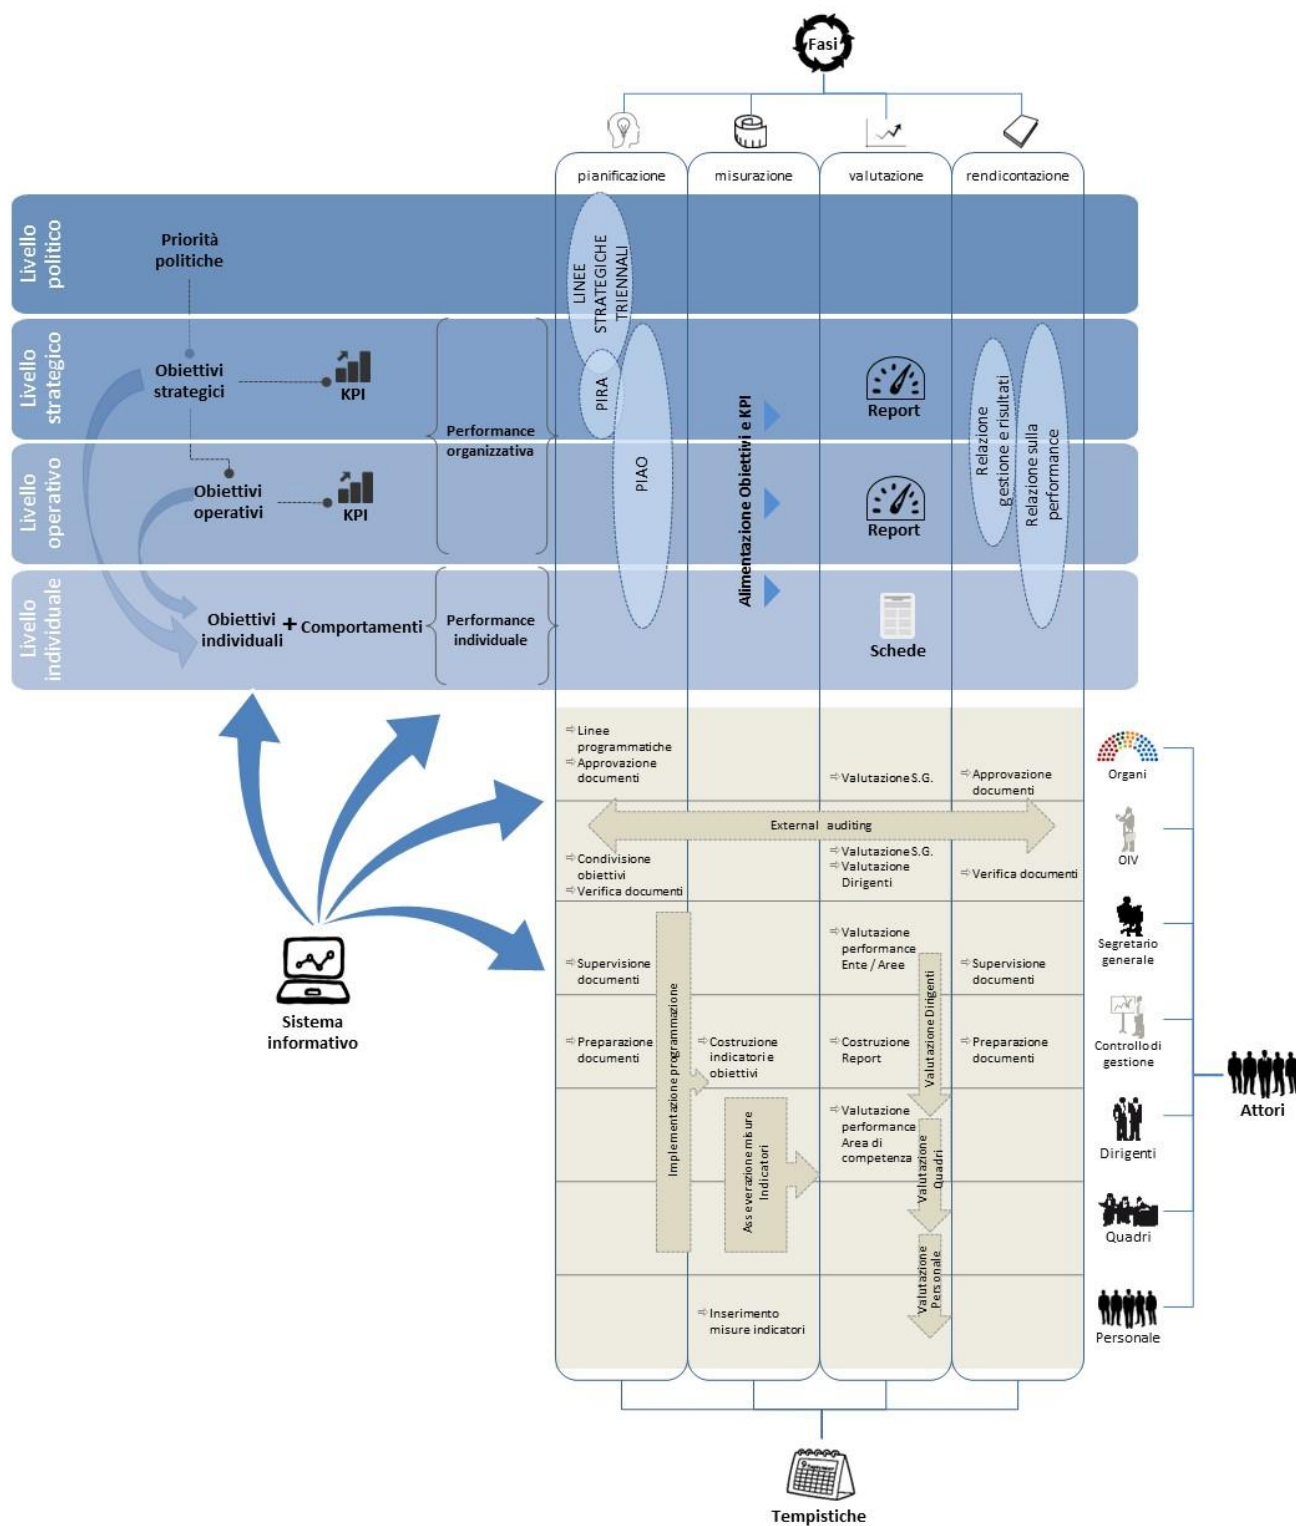 Fasi
pianificazione
misurazione
valutazione
rendicontazione
Livello
politico
Priorità
politiche
LINEE
STRATEGICHE
TRIENNALI
Livello
strategico
Obiettivi
strategici
KPI
PIRA
Report
Performance
organizzativa
Livello
operativo
Obiettivi
operativi
KPI
PIAO
Alimentazione Obiettivi e KPI
Report
Relazione
gestione e risultati
Relazione sulla
performance
Livello
individuale
Obiettivi
individuali
+
Comportamenti
Performance
individuale
Schede
Linee
programmatiche
Approvazione
documenti
Valutazione S.G.
Approvazione
documenti
Organi
External auditing
Condivisione
obiettivi
Verifica documenti
Valutazione S.G.
Valutazione
Dirigenti
Verifica documenti
OIV
Supervisione
documenti
Valutazione
performance
Ente / Aree
Supervisione
documenti
Segretario
generale
Sistema
informativo
Implementazione programmazione
Valutazione Dirigenti
Preparazione
documenti
Costruzione
indicatori e
obiettivi
Costruzione
Report
Preparazione
documenti
Controllo di
gestione
Attori
Asseverazione misure
Indicatori
Valutazione
performance
Area di
competenza
Valutazione
Quadri
Dirigenti
Quadri
Valutazione
Personale
Inserimento
misure indicatori
Personale
Tempistiche